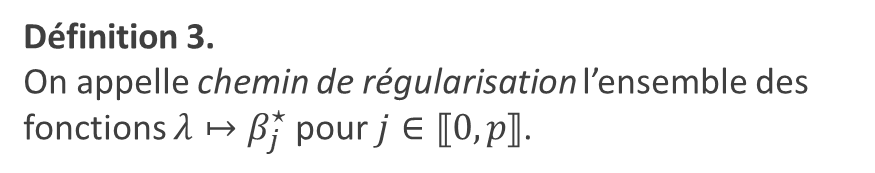 Définition 3.
On appelle chemin de régularisation l’ensemble des
fonctions λ ↦ β⋆j pour j ∈ ⟦0, p⟧.